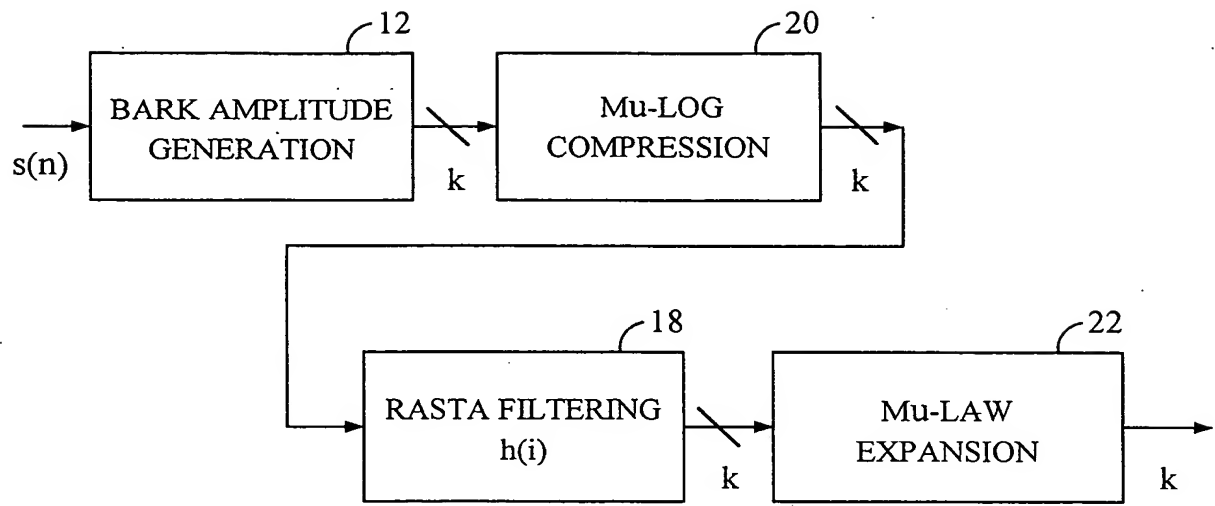 12
20
BARK AMPLITUDE
GENERATION
Mu-LOG
COMPRESSION
s(n)
k
k
18
22
RASTA FILTERING
h(i)
Mu-LAW
EXPANSION
k
k